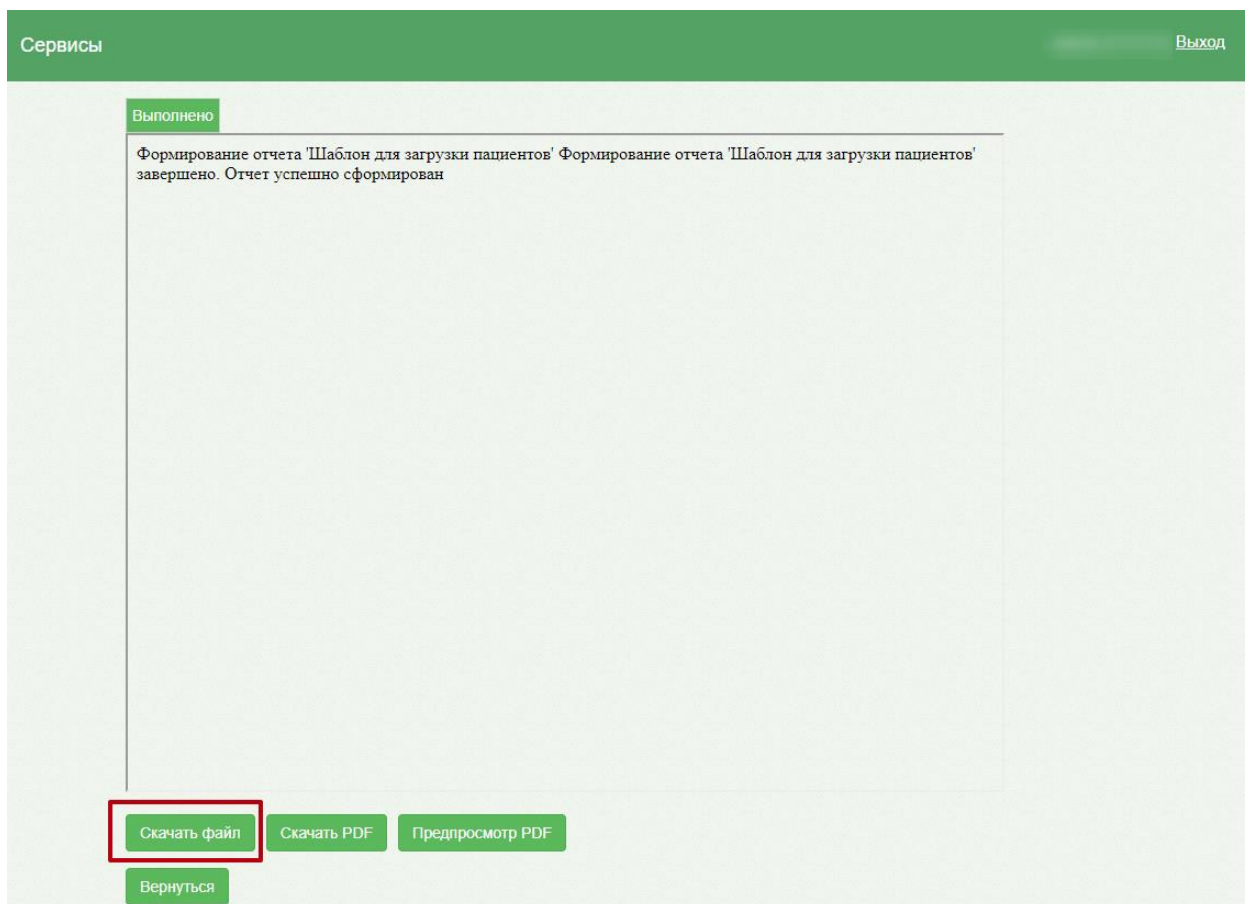 Сервисы
Выход
Выполнено
Формирование отчета 'Шаблон для загрузки пациентов' Формирование отчета 'Шаблон для загрузки пациентов'
завершено. Отчет успешно сформирован
Скачать файл Скачать PDF Предпросмотр PDF
Вернуться